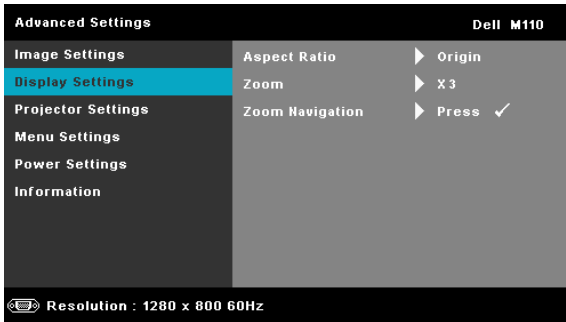 Advanced Settings Dell M110
Image Settings
Display Settings
Projector Settings
Menu Settings
Power Settings
Information
Aspect Ratio Origin
Zoom X3
Zoom Navigation Press ✓
Resolution : 1280 x 800 60Hz